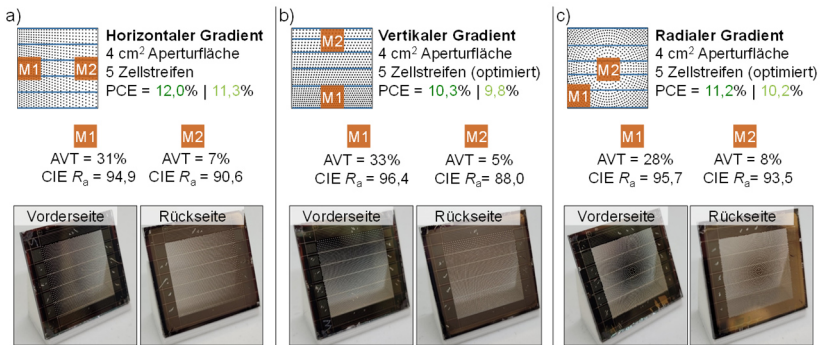 a)
M1
M2
Horizontaler Gradient
4 cm² Aperturfläche
5 Zellstreifen
PCE = 12,0% | 11,3%
M1
M2
AVT = 31%
AVT = 7%
CIE Ra = 94,9
CIE Ra = 90,6
Vorderseite
Rückseite
b)
M2
M1
Vertikaler Gradient
4 cm² Aperturfläche
5 Zellstreifen (optimiert)
PCE = 10,3% | 9,8%
M1
M2
AVT = 33%
AVT = 5%
CIE Ra = 96,4
CIE Ra = 88,0
Vorderseite
Rückseite
c)
M2
M1
Radialer Gradient
4 cm² Aperturfläche
5 Zellstreifen (optimiert)
PCE = 11,2% | 10,2%
M1
M2
AVT = 28%
AVT = 8%
CIE Ra = 95,7
CIE Ra = 93,5
Vorderseite
Rückseite